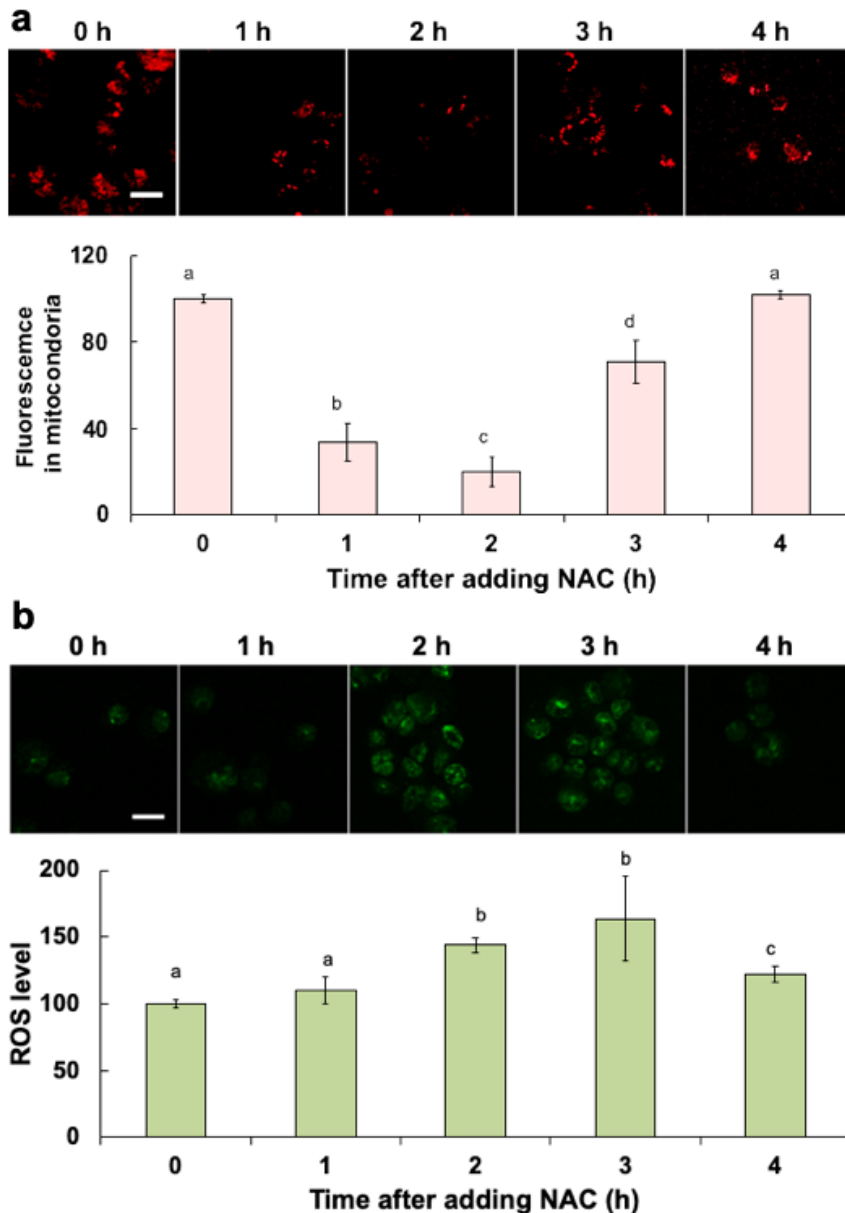 a
0 h 1 h 2 h 3 h 4 h
120
80
40
0
Fluorescemce
in mitocondoria
a
b
c
d
a
0 1 2 3 4
Time after adding NAC (h)
b
0 h 1 h 2 h 3 h 4 h
200
150
100
50
0
ROS level
a
a
b
b
c
0 1 2 3 4
Time after adding NAC (h)